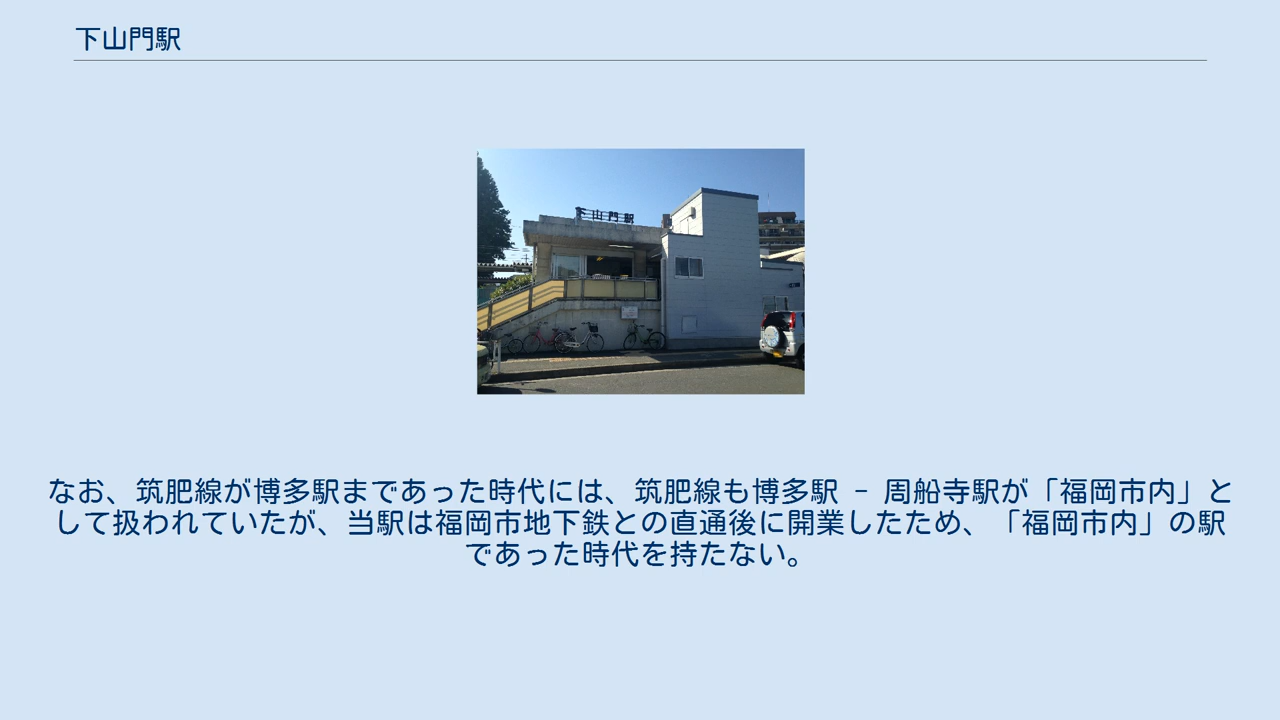 下山門駅
下山門駅
なお、筑肥線が博多駅まであった時代には、筑肥線も博多駅 - 周船寺駅が「福岡市内」と
して扱われていたが、当駅は福岡市地下鉄との直通後に開業したため、「福岡市内」の駅
であった時代を持たない。